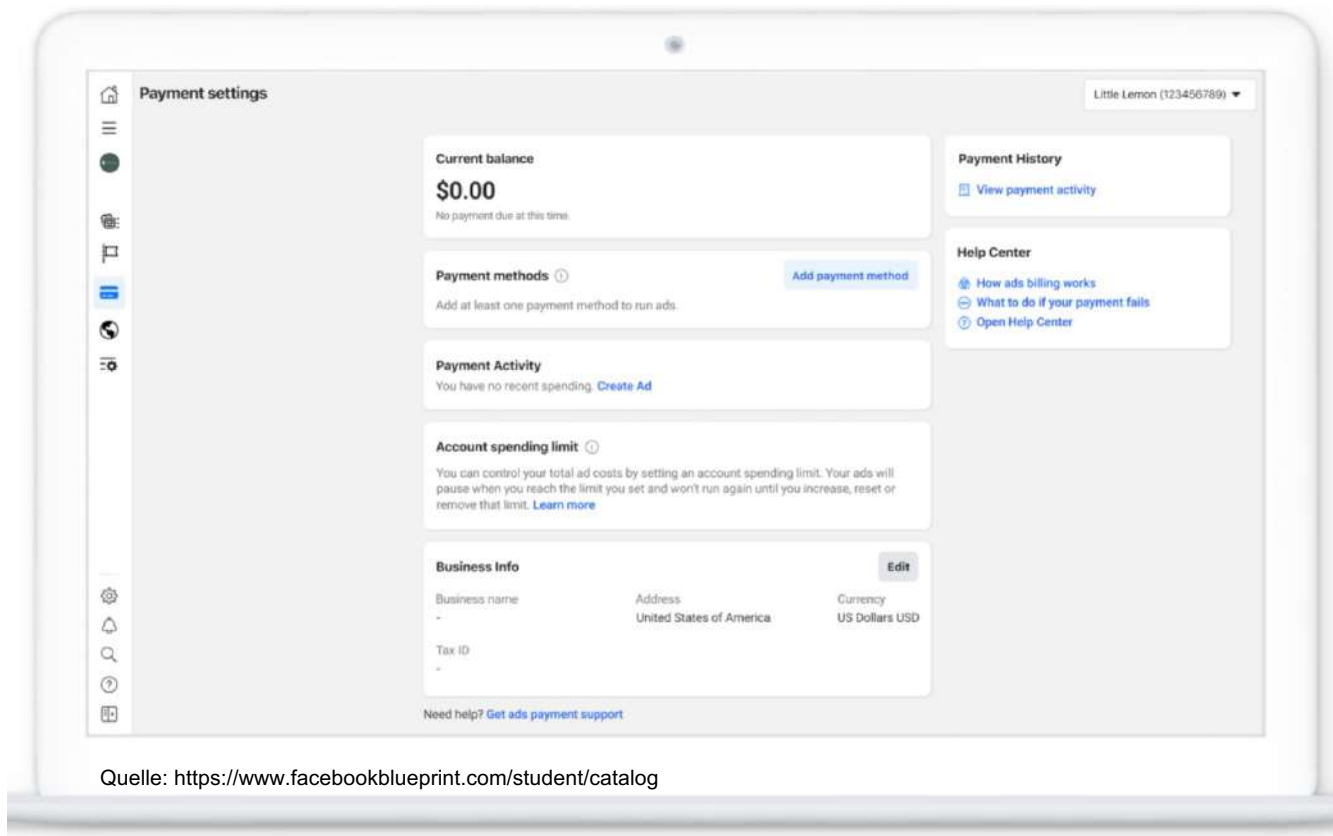 Payment settings
Little Lemon (123456789)
Current balance
$0.00
No payment due at this time.
Payment methods
Add payment method
Add at least one payment method to run ads.
Payment Activity
You have no recent spending. Create Ad
Account spending limit
You can control your total ad costs by setting an account spending limit. Your ads will
pause when you reach the limit you set and won't run again until you increase, reset or
remove that limit. Learn more
Business Info
Edit
Business name
Address
Currency
-
United States of America
US Dollars USD
Tax ID
-
Need help? Get ads payment support
Payment History
View payment activity
Help Center
How ads billing works
What to do if your payment fails
Open Help Center
Quelle: https://www.facebookblueprint.com/student/catalog